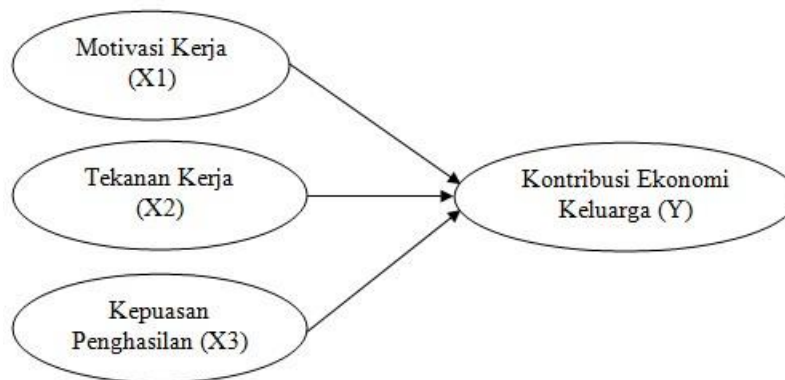 Motivasi Kerja
(X1)
Tekanan Kerja
(X2)
Kepuasan
Penghasilan (X3)
Kontribusi Ekonomi
Keluarga (Y)